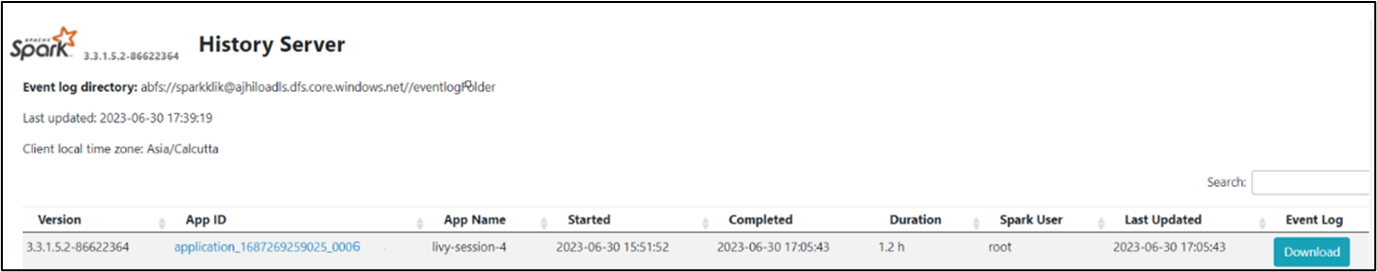 APACHE
Spark 3.3.1.5.2-86622364 History Server
Event log directory: abfs://sparkklik@ajhiloadls.dfs.core.windows.net//eventlogFolder
Last updated: 2023-06-30 17:39:19
Client local time zone: Asia/Calcutta
Search:
Version App ID App Name Started Completed Duration Spark User Last Updated Event Log
3.3.1.5.2-86622364 application_1687269259025_0006 livy-session-4 2023-06-30 15:51:52 2023-06-30 17:05:43 1.2 h root 2023-06-30 17:05:43 Download